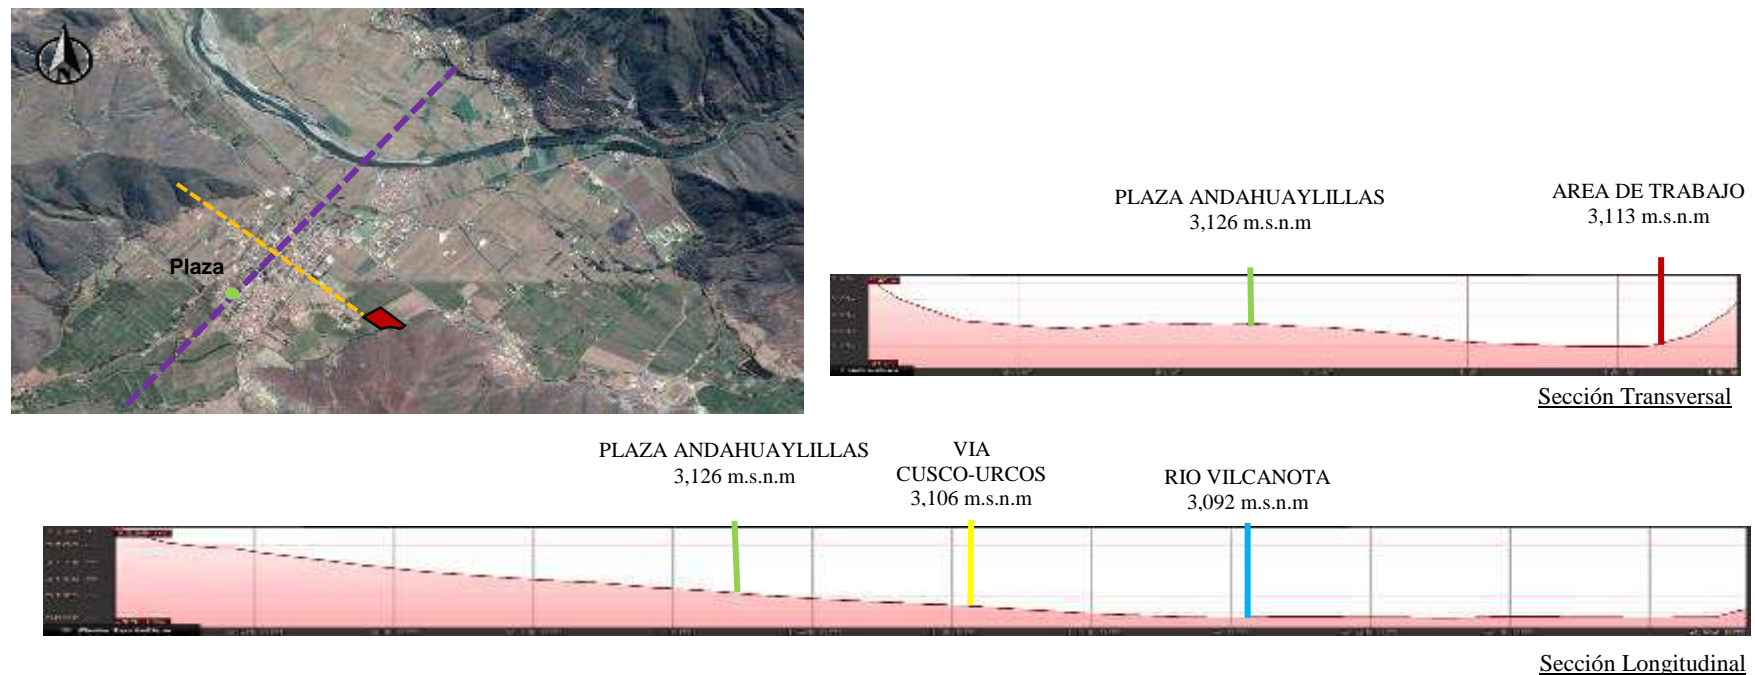 N
Plaza
PLAZA ANDAHUAYLILLAS
3,126 m.s.n.m
AREA DE TRABAJO
3,113 m.s.n.m
Sección Transversal
PLAZA ANDAHUAYLILLAS
3,126 m.s.n.m
VIA
CUSCO-URCOS
3,106 m.s.n.m
RIO VILCANOTA
3,092 m.s.n.m
Sección Longitudinal